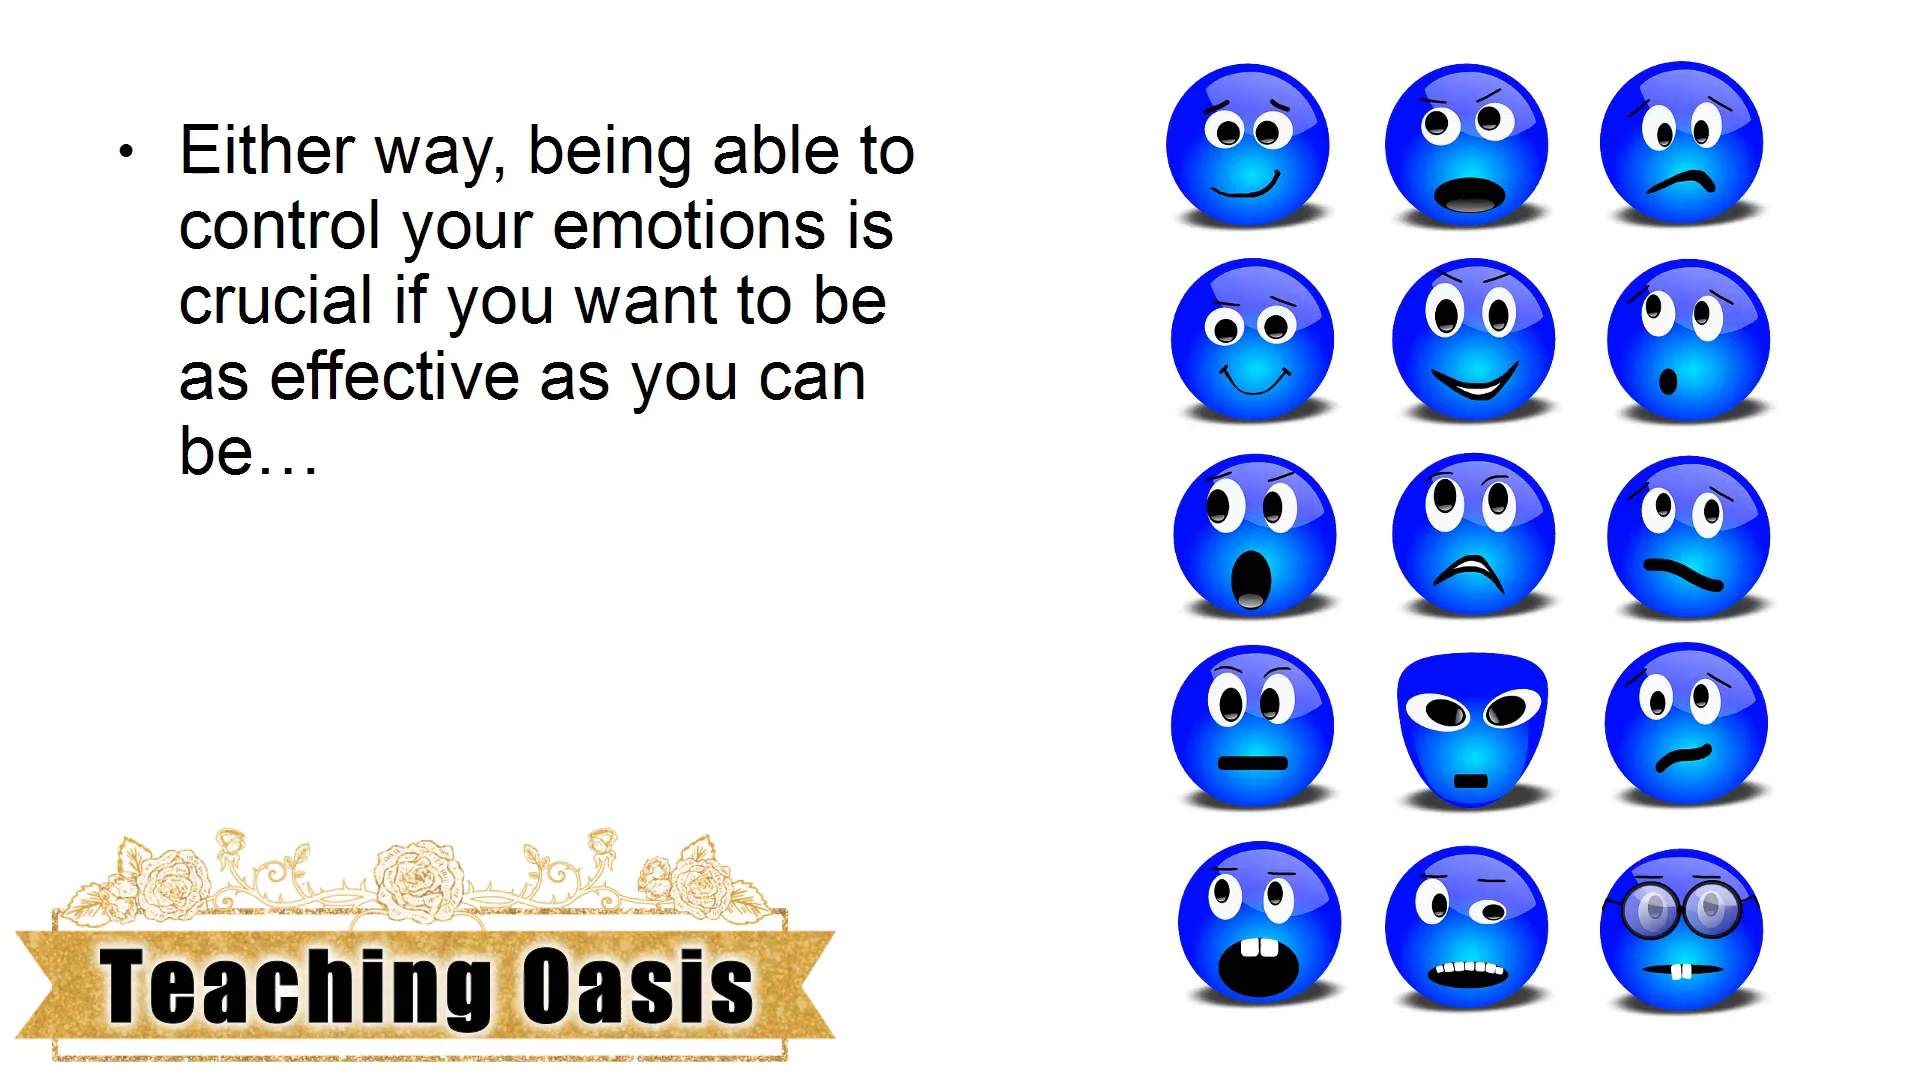 • Either way, being able to
control your emotions is
crucial if you want to be
as effective as you can
be…
Teaching Oasis